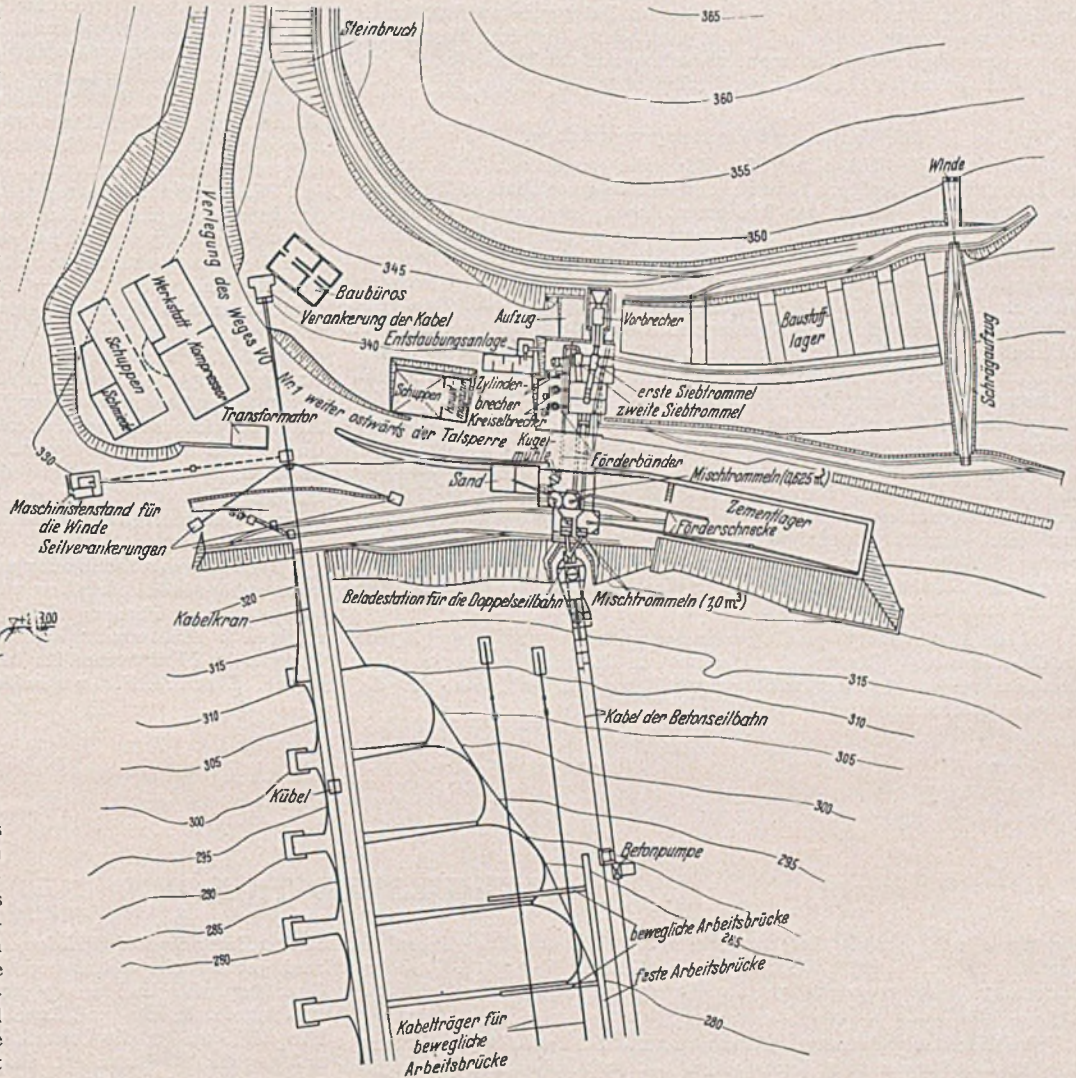 365
Steinbruch
360
355
Winde
350
345
Baubüros
Verlegung des Weges VO
Nr. 1 weiter ostwärts der Talsperre
Verankerung der Kabel
Aufzug
Vorbrecher
Baustoff-
lager
Schrägaufzug
340
Entstaubungsanlage
Werkstatt
Kompressor
Schuppen
Schmiede
Schuppen
Zylinder-
brecher
Kreiselbrecher
erste Siebtrommel
zweite Siebtrommel
Transformator
Kugel-
mühle
Förderbänder
330
Sand
Mischtrommeln (0,625 m³)
Zementlager
Förderschnecke
Maschinistenstand für
die Winde
Seilverankerungen
Beladestation für die Doppelseilbahn
Mischtrommeln (1,0 m³)
320
Kabelkran
315
315
310
310
Kabel der Betonseilbahn
305
305
Kübel
300
300
295
295
Betonpumpe
290
285
bewegliche Arbeitsbrücke
285
280
feste Arbeitsbrücke
280
Kabelträger für
bewegliche
Arbeitsbrücke